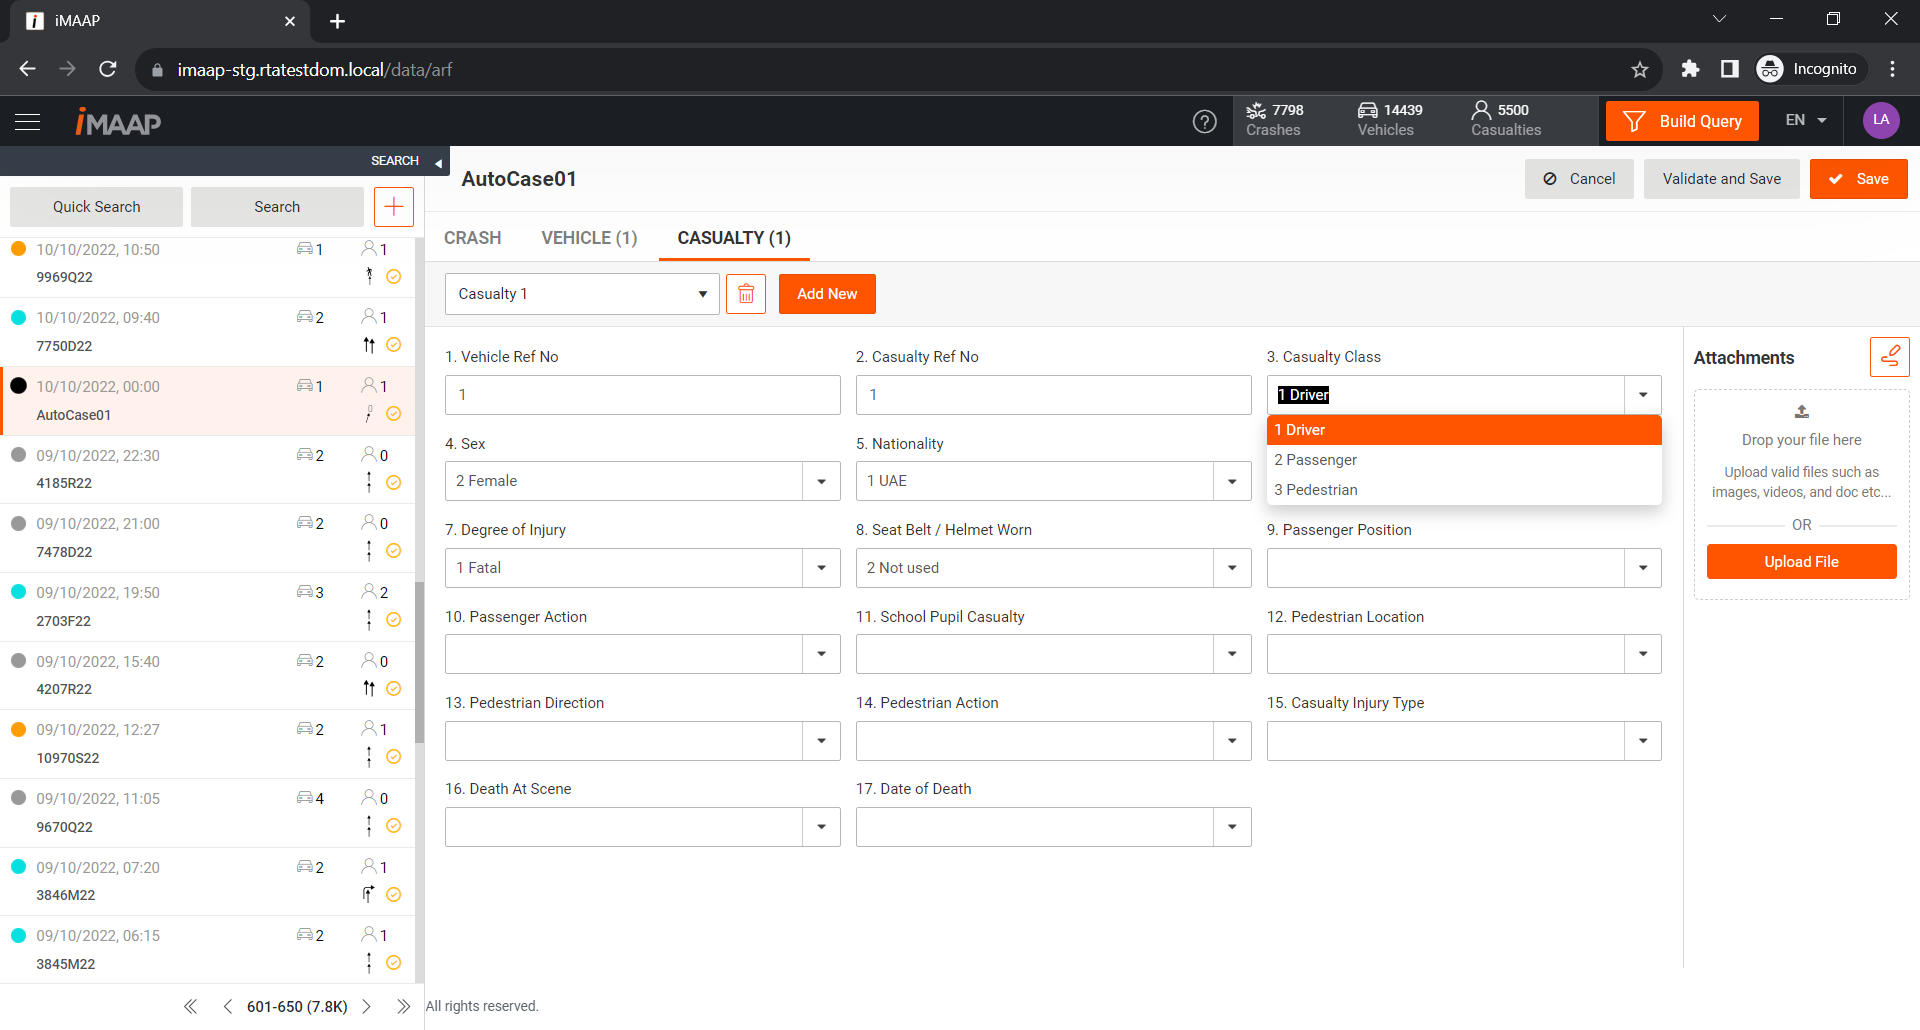 iMAAP
imaap-stg.rtatestdom.local/data/arf
Incognito
iMAAP
7798
Crashes
14439
Vehicles
5500
Casualties
Build Query
EN
LA
SEARCH
Quick Search
Search
10/10/2022, 10:50
1
1
9969Q22
10/10/2022, 09:40
2
1
7750D22
10/10/2022, 00:00
1
1
AutoCase01
09/10/2022, 22:30
2
0
4185R22
09/10/2022, 21:00
2
0
7478D22
09/10/2022, 19:50
3
2
2703F22
09/10/2022, 15:40
2
0
4207R22
09/10/2022, 12:27
2
1
10970S22
09/10/2022, 11:05
4
0
9670Q22
09/10/2022, 07:20
2
1
3846M22
09/10/2022, 06:15
2
1
3845M22
601-650 (7.8K)
AutoCase01
Cancel
Validate and Save
Save
CRASH
VEHICLE (1)
CASUALTY (1)
Casualty 1
Add New
1. Vehicle Ref No
1
2. Casualty Ref No
1
3. Casualty Class
1 Driver
1 Driver
2 Passenger
3 Pedestrian
4. Sex
2 Female
5. Nationality
1 UAE
7. Degree of Injury
1 Fatal
8. Seat Belt / Helmet Worn
2 Not used
9. Passenger Position
10. Passenger Action
11. School Pupil Casualty
12. Pedestrian Location
13. Pedestrian Direction
14. Pedestrian Action
15. Casualty Injury Type
16. Death At Scene
17. Date of Death
Attachments
Drop your file here
Upload valid files such as
images, videos, and doc etc...
OR
Upload File
All rights reserved.